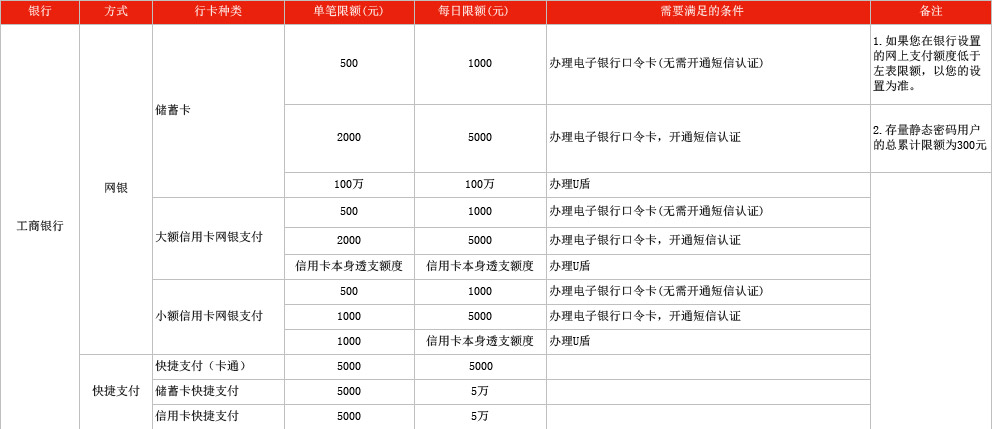 银行 方式 行卡种类 单笔限额(元) 每日限额(元) 需要满足的条件 备注
工商银行
网银
储蓄卡
500 1000 办理电子银行口令卡(无需开通短信认证)
1.如果您在银行设置
的网上支付额度低于
左表限额，以您的设
置为准。
2000 5000 办理电子银行口令卡，开通短信认证
2.存量静态密码用户
的总累计限额为300元
100万 100万 办理U盾
大额信用卡网银支付
500 1000 办理电子银行口令卡(无需开通短信认证)
2000 5000 办理电子银行口令卡，开通短信认证
信用卡本身透支额度 信用卡本身透支额度 办理U盾
小额信用卡网银支付
500 1000 办理电子银行口令卡(无需开通短信认证)
1000 5000 办理电子银行口令卡，开通短信认证
1000 信用卡本身透支额度 办理U盾
快捷支付
快捷支付（卡通） 5000 5000
储蓄卡快捷支付 5000 5万
信用卡快捷支付 5000 5万